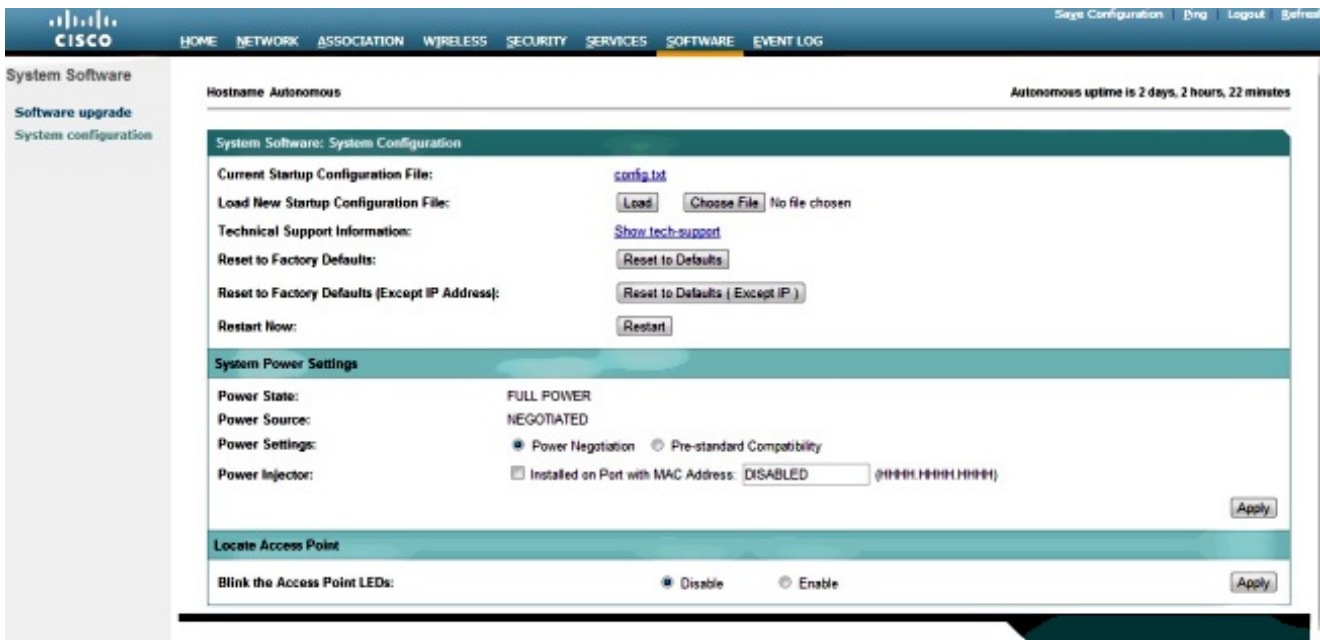 Save Configuration Ping Logout Refresh
CISCO
HOME NETWORK ASSOCIATION WIRELESS SECURITY SERVICES SOFTWARE EVENT LOG
System Software
Software upgrade
System configuration
Hostname Autonomous
Autonomous uptime is 2 days, 2 hours, 22 minutes
System Software: System Configuration
Current Startup Configuration File: config.txt
Load New Startup Configuration File: Load Choose File No file chosen
Technical Support Information: Show tech-support
Reset to Factory Defaults: Reset to Defaults
Reset to Factory Defaults (Except IP Address): Reset to Defaults ( Except IP )
Restart Now: Restart
System Power Settings
Power State: FULL POWER
Power Source: NEGOTIATED
Power Settings: Power Negotiation Pre-standard Compatibility
Power Injector: Installed on Port with MAC Address: DISABLED (HHHH.HHHH.HHHH)
Apply
Locate Access Point
Blink the Access Point LEDs: Disable Enable Apply